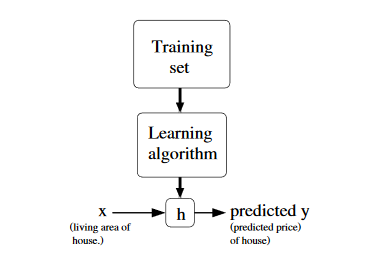 Training
set
Learning
algorithm
x
(living area of
house.)
h
predicted y
(predicted price)
of house)